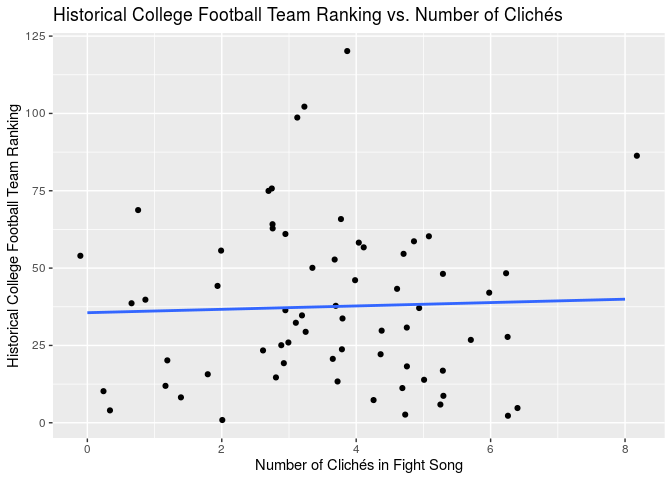 Historical College Football Team Ranking vs. Number of Clichés
125
100
75
50
25
0
Historical College Football Team Ranking
0 2 4 6 8
Number of Clichés in Fight Song